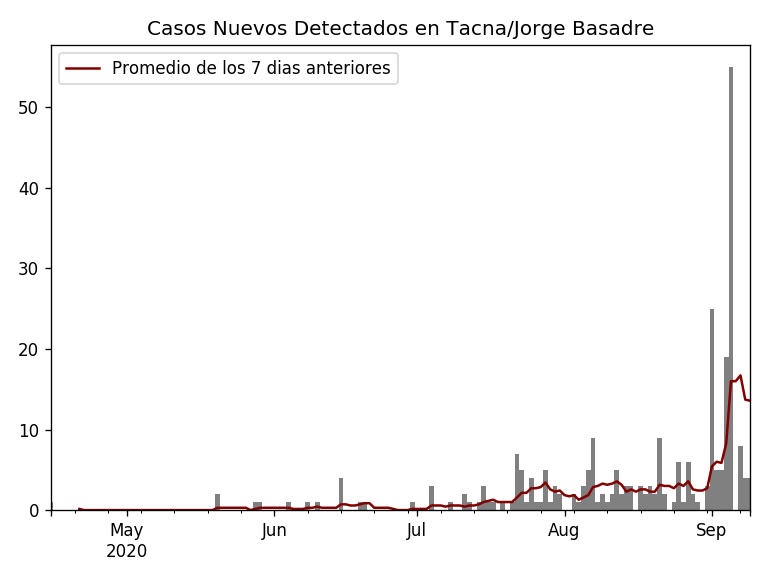 Casos Nuevos Detectados en Tacna/Jorge Basadre
Promedio de los 7 dias anteriores
50
40
30
20
10
0
May Jun Jul Aug Sep
2020